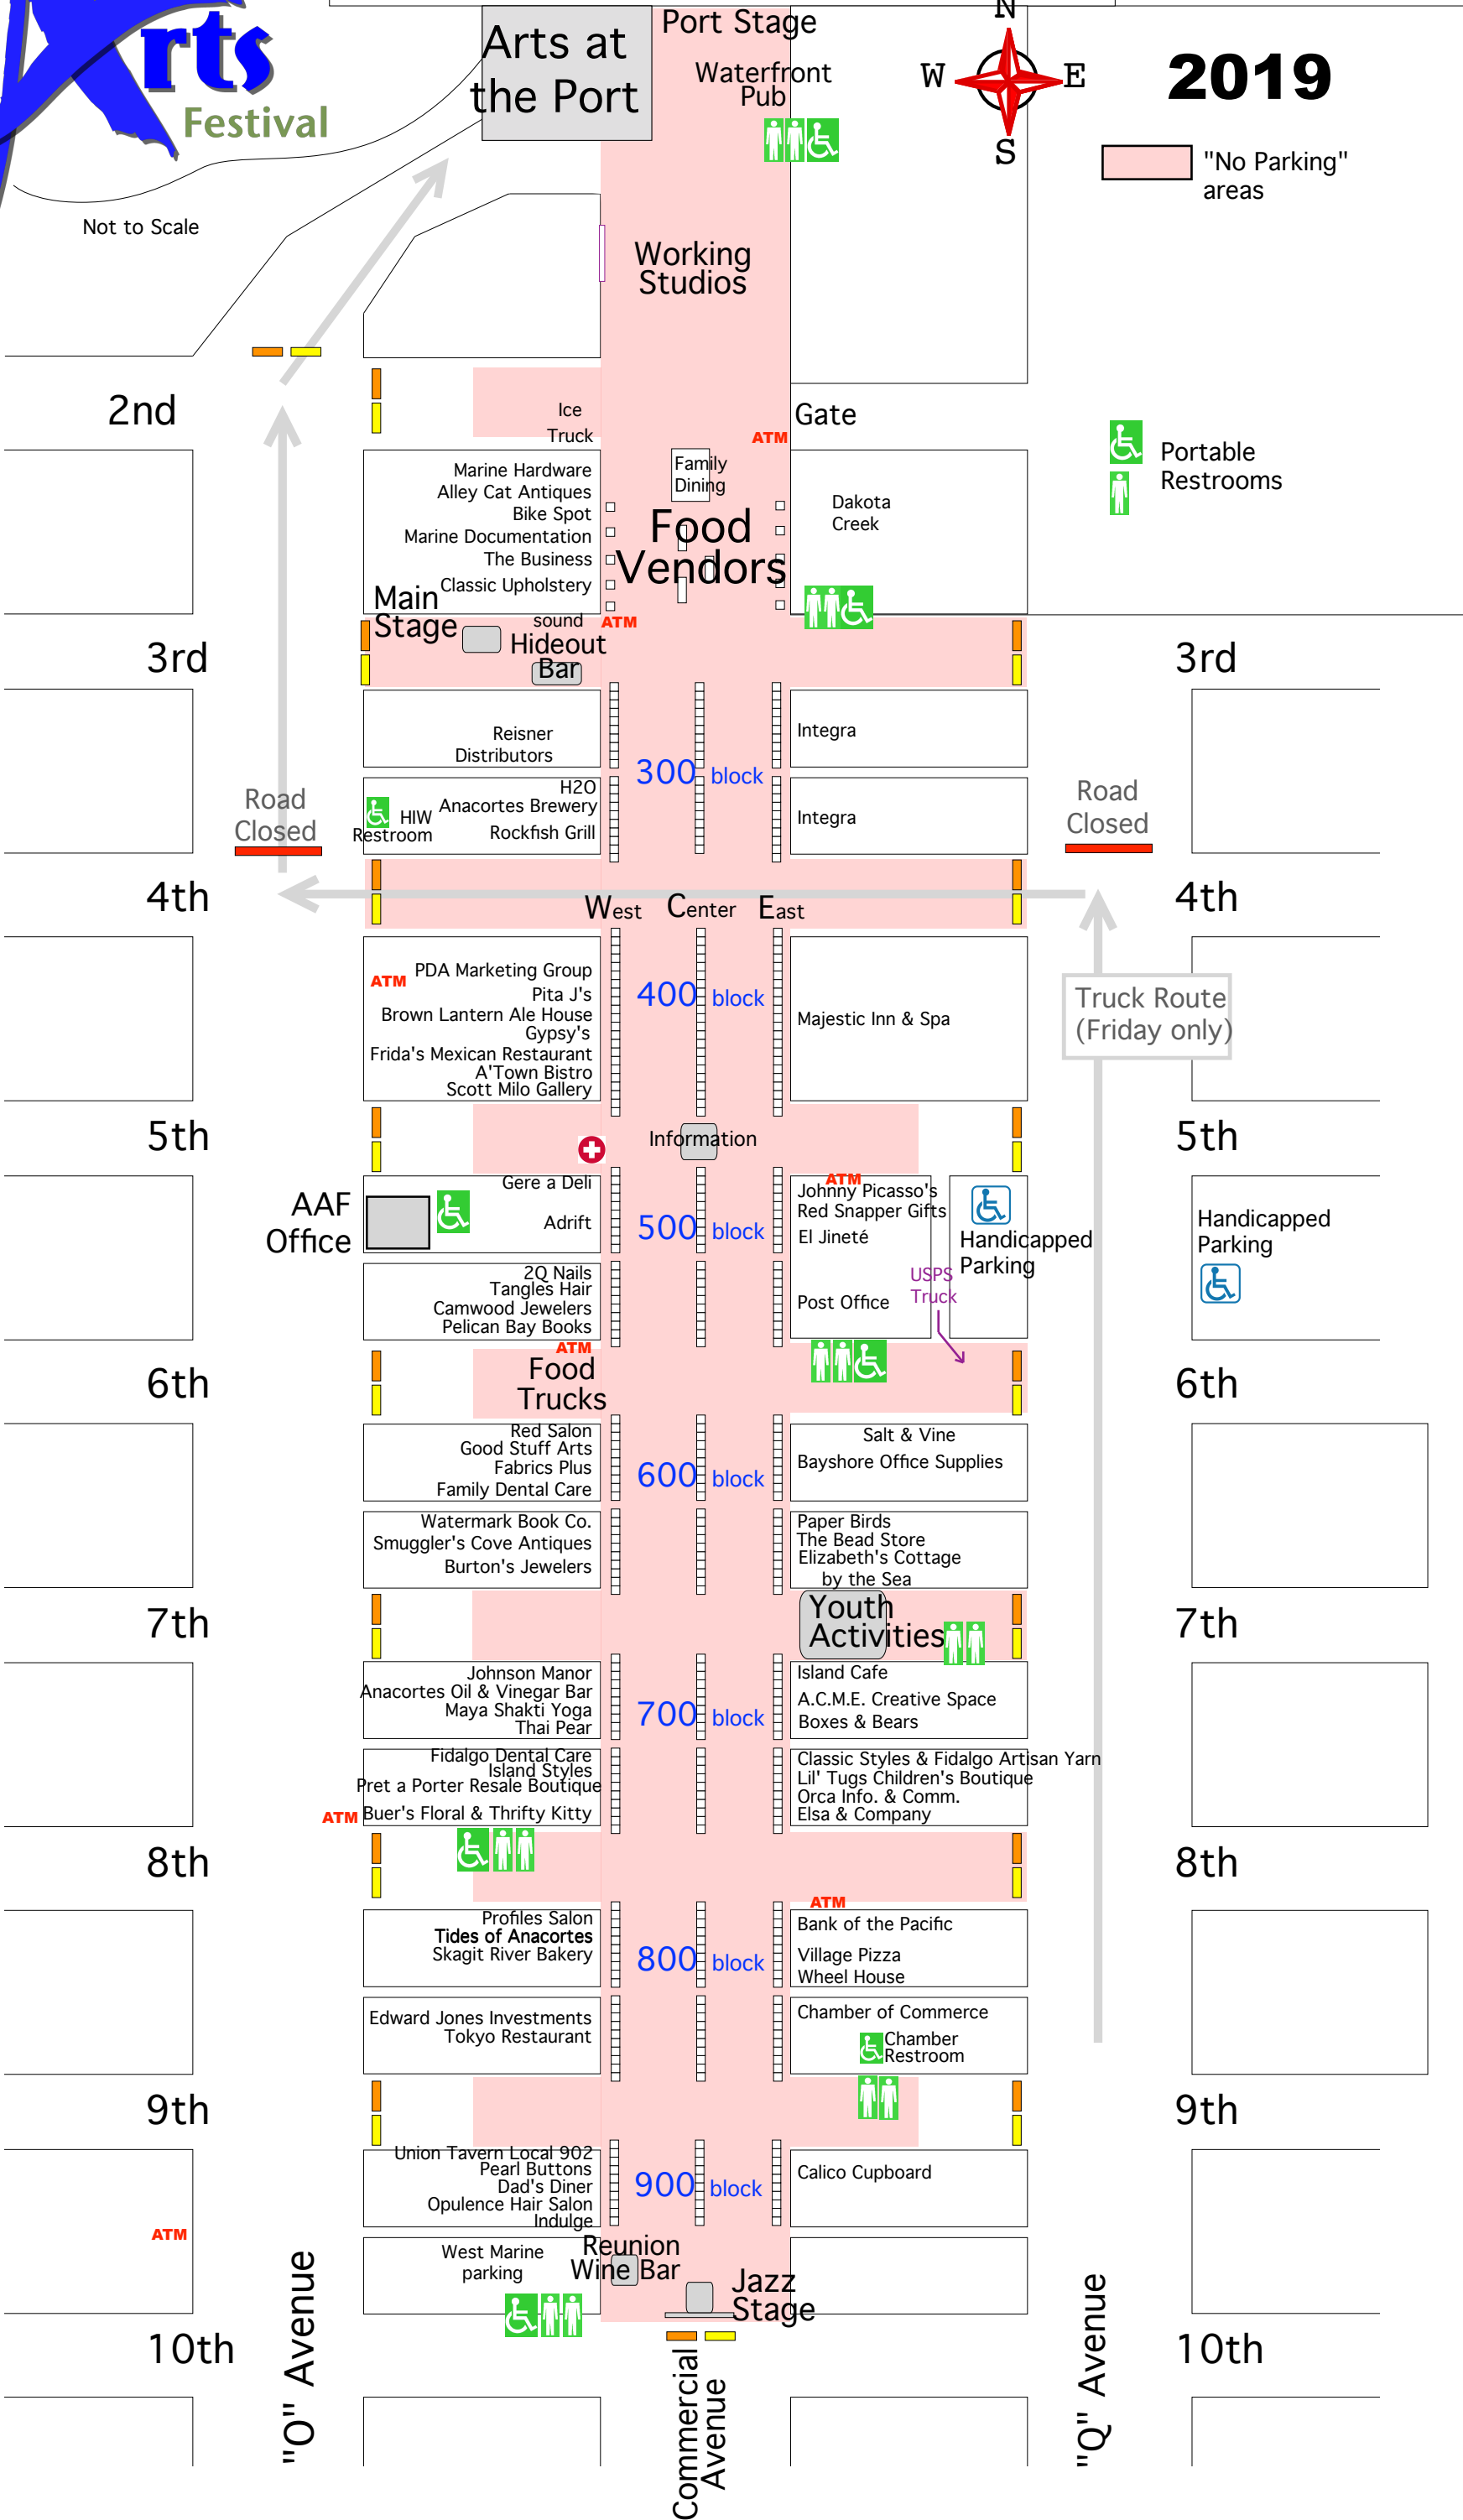 Arts
Festival
Not to Scale
Arts at
the Port
Port Stage
Waterfront
Pub
N
W
E
S
2019
"No Parking"
areas
Working
Studios
2nd
Ice
Truck
Gate
ATM
Portable
Restrooms
Marine Hardware
Alley Cat Antiques
Bike Spot
Marine Documentation
The Business
Classic Upholstery
Family
Dining
Food
Vendors
Dakota
Creek
Main
Stage
sound
ATM
Hideout
Bar
3rd
3rd
Reisner
Distributors
300 block
Integra
H2O
Anacortes Brewery
HIW
Restroom
Rockfish Grill
Integra
Road
Closed
Road
Closed
4th
4th
West
Center
East
ATM
PDA Marketing Group
Pita J's
Brown Lantern Ale House
Gypsy's
Frida's Mexican Restaurant
A'Town Bistro
Scott Milo Gallery
400 block
Majestic Inn & Spa
Truck Route
(Friday only)
5th
Information
5th
AAF
Office
Gere a Deli
Adrift
500 block
ATM
Johnny Picasso's
Red Snapper Gifts
El Jineté
Post Office
USPS
Truck
Handicapped
Parking
Handicapped
Parking
2Q Nails
Tangles Hair
Camwood Jewelers
Pelican Bay Books
ATM
6th
Food
Trucks
6th
Red Salon
Good Stuff Arts
Fabrics Plus
Family Dental Care
600 block
Salt & Vine
Bayshore Office Supplies
Watermark Book Co.
Smuggler's Cove Antiques
Burton's Jewelers
Paper Birds
The Bead Store
Elizabeth's Cottage
by the Sea
7th
Youth
Activities
7th
Johnson Manor
Anacortes Oil & Vinegar Bar
Maya Shakti Yoga
Thai Pear
700 block
Island Cafe
A.C.M.E. Creative Space
Boxes & Bears
Fidalgo Dental Care
Island Styles
Pret a Porter Resale Boutique
ATM
Buer's Floral & Thrifty Kitty
Classic Styles & Fidalgo Artisan Yarn
Lil' Tugs Children's Boutique
Orca Info. & Comm.
Elsa & Company
8th
8th
ATM
Profiles Salon
Tides of Anacortes
Skagit River Bakery
800 block
Bank of the Pacific
Village Pizza
Wheel House
Edward Jones Investments
Tokyo Restaurant
Chamber of Commerce
Chamber
Restroom
9th
9th
Union Tavern Local 902
Pearl Buttons
Dad's Diner
Opulence Hair Salon
Indulge
900 block
Calico Cupboard
ATM
West Marine
parking
Reunion
Wine Bar
Jazz
Stage
10th
10th
"O" Avenue
Commercial
Avenue
"Q" Avenue